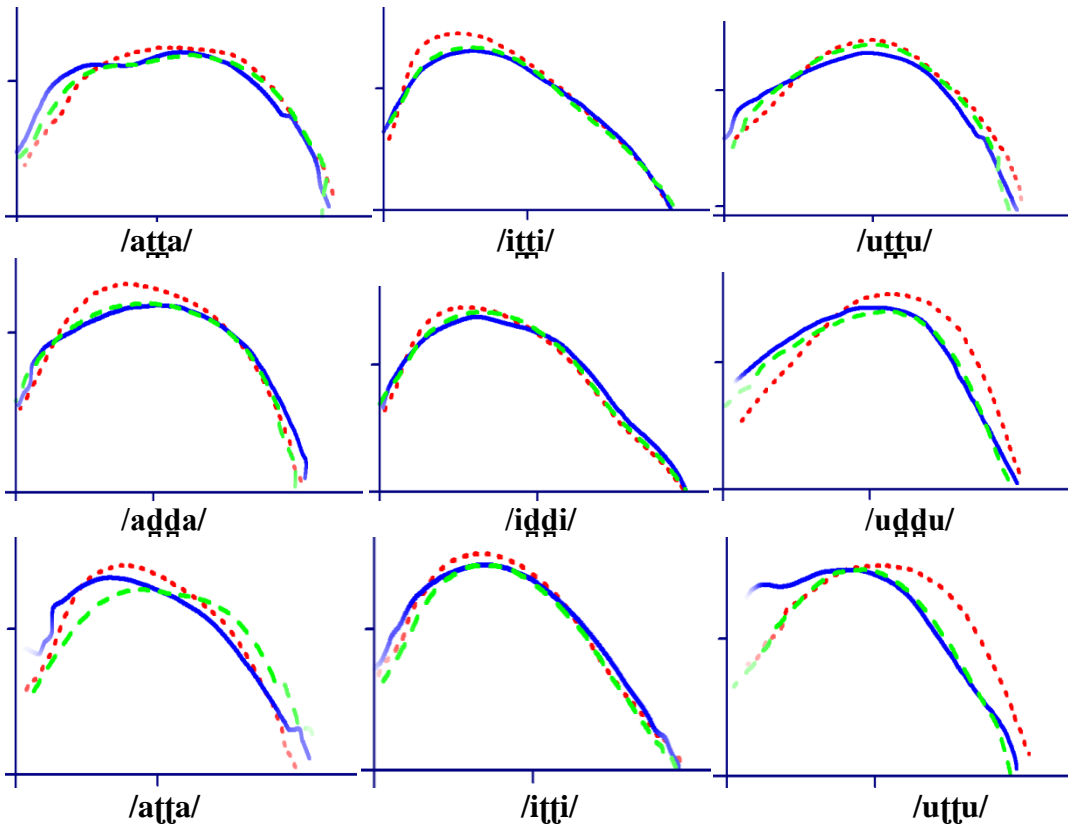 /at̪t̪a/ /it̪t̪i/ /ut̪t̪u/
/ad̪d̪a/ /id̪d̪i/ /ud̪d̪u/
/aʈʈa/ /iʈʈi/ /uʈʈu/